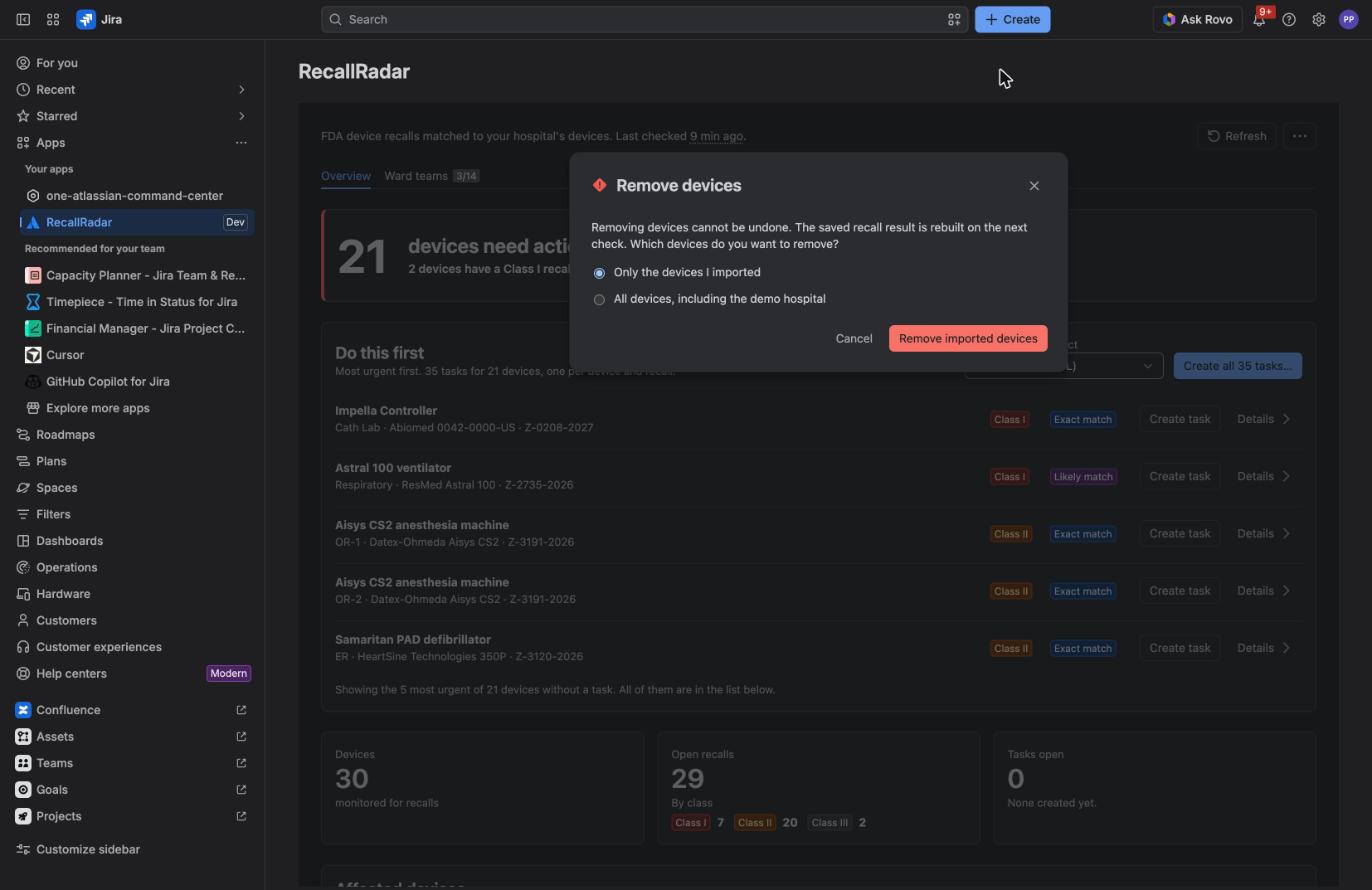 Jira
Search
Create
Ask Rovo
9+
PP
For you
Recent
Starred
Apps
Your apps
one-atlassian-command-center
RecallRadar
Dev
Recommended for your team
Capacity Planner - Jira Team & Re...
Timepiece - Time in Status for Jira
Financial Manager - Jira Project C...
Cursor
GitHub Copilot for Jira
Explore more apps
Roadmaps
Plans
Spaces
Filters
Dashboards
Operations
Hardware
Customers
Customer experiences
Help centers
Modern
Confluence
Assets
Teams
Goals
Projects
Customize sidebar
RecallRadar
FDA device recalls matched to your hospital's devices. Last checked 9 min ago.
Refresh
Overview
Ward teams 3/14
21
devices need acti
2 devices have a Class I reca
Remove devices
Removing devices cannot be undone. The saved recall result is rebuilt on the next
check. Which devices do you want to remove?
Only the devices I imported
All devices, including the demo hospital
Cancel
Remove imported devices
Do this first
Most urgent first. 35 tasks for 21 devices, one per device and recall.
ct
L)
Create all 35 tasks...
Impella Controller
Cath Lab · Abiomed 0042-0000-US · Z-0208-2027
Class I
Exact match
Create task
Details
Astral 100 ventilator
Respiratory · ResMed Astral 100 · Z-2735-2026
Class I
Likely match
Create task
Details
Aisys CS2 anesthesia machine
OR-1 · Datex-Ohmeda Aisys CS2 · Z-3191-2026
Class II
Exact match
Create task
Details
Aisys CS2 anesthesia machine
OR-2 · Datex-Ohmeda Aisys CS2 · Z-3191-2026
Class II
Exact match
Create task
Details
Samaritan PAD defibrillator
ER · HeartSine Technologies 350P · Z-3120-2026
Class II
Exact match
Create task
Details
Showing the 5 most urgent of 21 devices without a task. All of them are in the list below.
Devices
30
monitored for recalls
Open recalls
29
By class
Class I 7 Class II 20 Class III 2
Tasks open
0
None created yet.
Affected devices